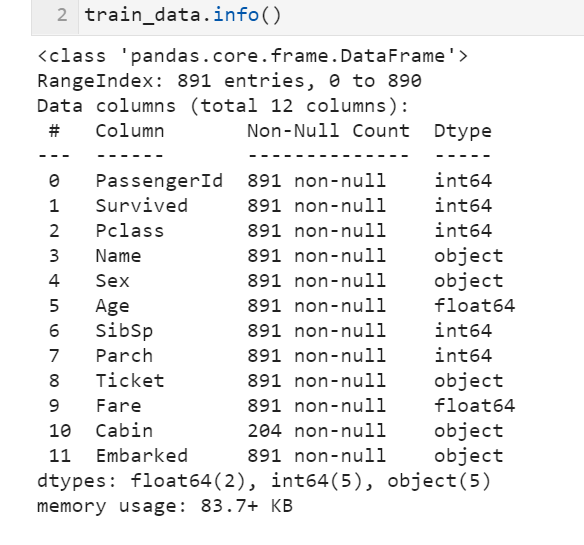 2 train_data.info()
<class 'pandas.core.frame.DataFrame'>
RangeIndex: 891 entries, 0 to 890
Data columns (total 12 columns):
 #   Column       Non-Null Count  Dtype
---  ------       --------------  -----
 0   PassengerId  891 non-null    int64
 1   Survived     891 non-null    int64
 2   Pclass       891 non-null    int64
 3   Name         891 non-null    object
 4   Sex          891 non-null    object
 5   Age          891 non-null    float64
 6   SibSp        891 non-null    int64
 7   Parch        891 non-null    int64
 8   Ticket       891 non-null    object
 9   Fare         891 non-null    float64
 10  Cabin        204 non-null    object
 11  Embarked     891 non-null    object
dtypes: float64(2), int64(5), object(5)
memory usage: 83.7+ KB